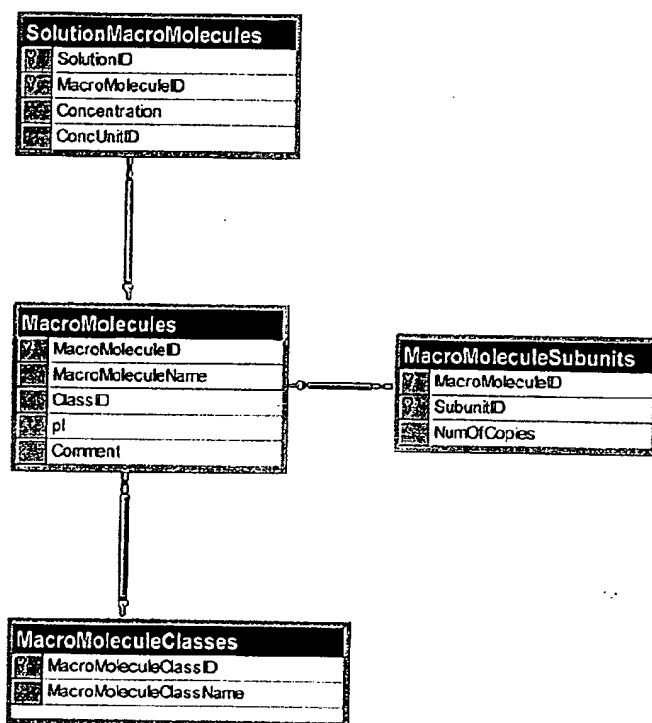 SolutionMacroMolecules
SolutionID
MacroMoleculeID
Concentration
ConcUnitID
MacroMolecules
MacroMoleculeID
MacroMoleculeName
ClassID
pI
Comment
MacroMoleculeSubunits
MacroMoleculeID
SubunitID
NumOfCopies
MacroMoleculeClasses
MacroMoleculeClassID
MacroMoleculeClassName